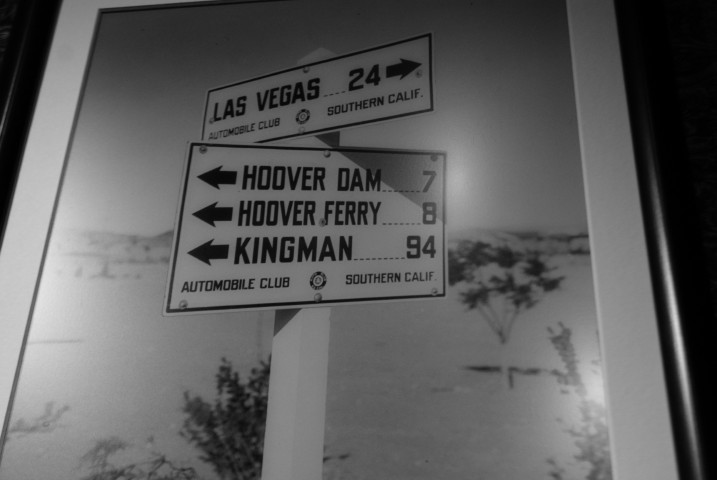 LAS VEGAS ---- 24
AUTOMOBILE CLUB SOUTHERN CALIF.
HOOVER DAM ------ 7
HOOVER FERRY ------ 8
KINGMAN -------- 94
AUTOMOBILE CLUB SOUTHERN CALIF.